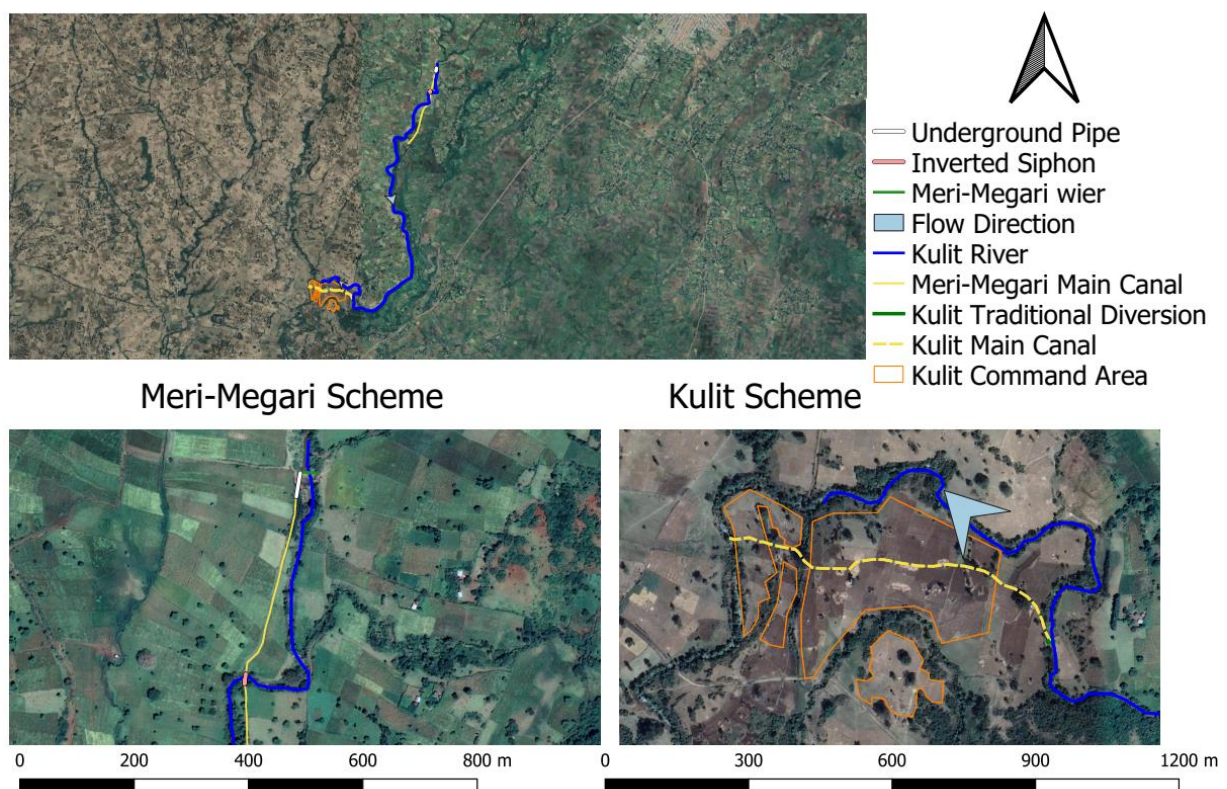 Underground Pipe
Inverted Siphon
Meri-Megari wier
Flow Direction
Kulit River
Meri-Megari Main Canal
Kulit Traditional Diversion
Kulit Main Canal
Kulit Command Area
Meri-Megari Scheme
Kulit Scheme
0 200 400 600 800 m
0 300 600 900 1200 m